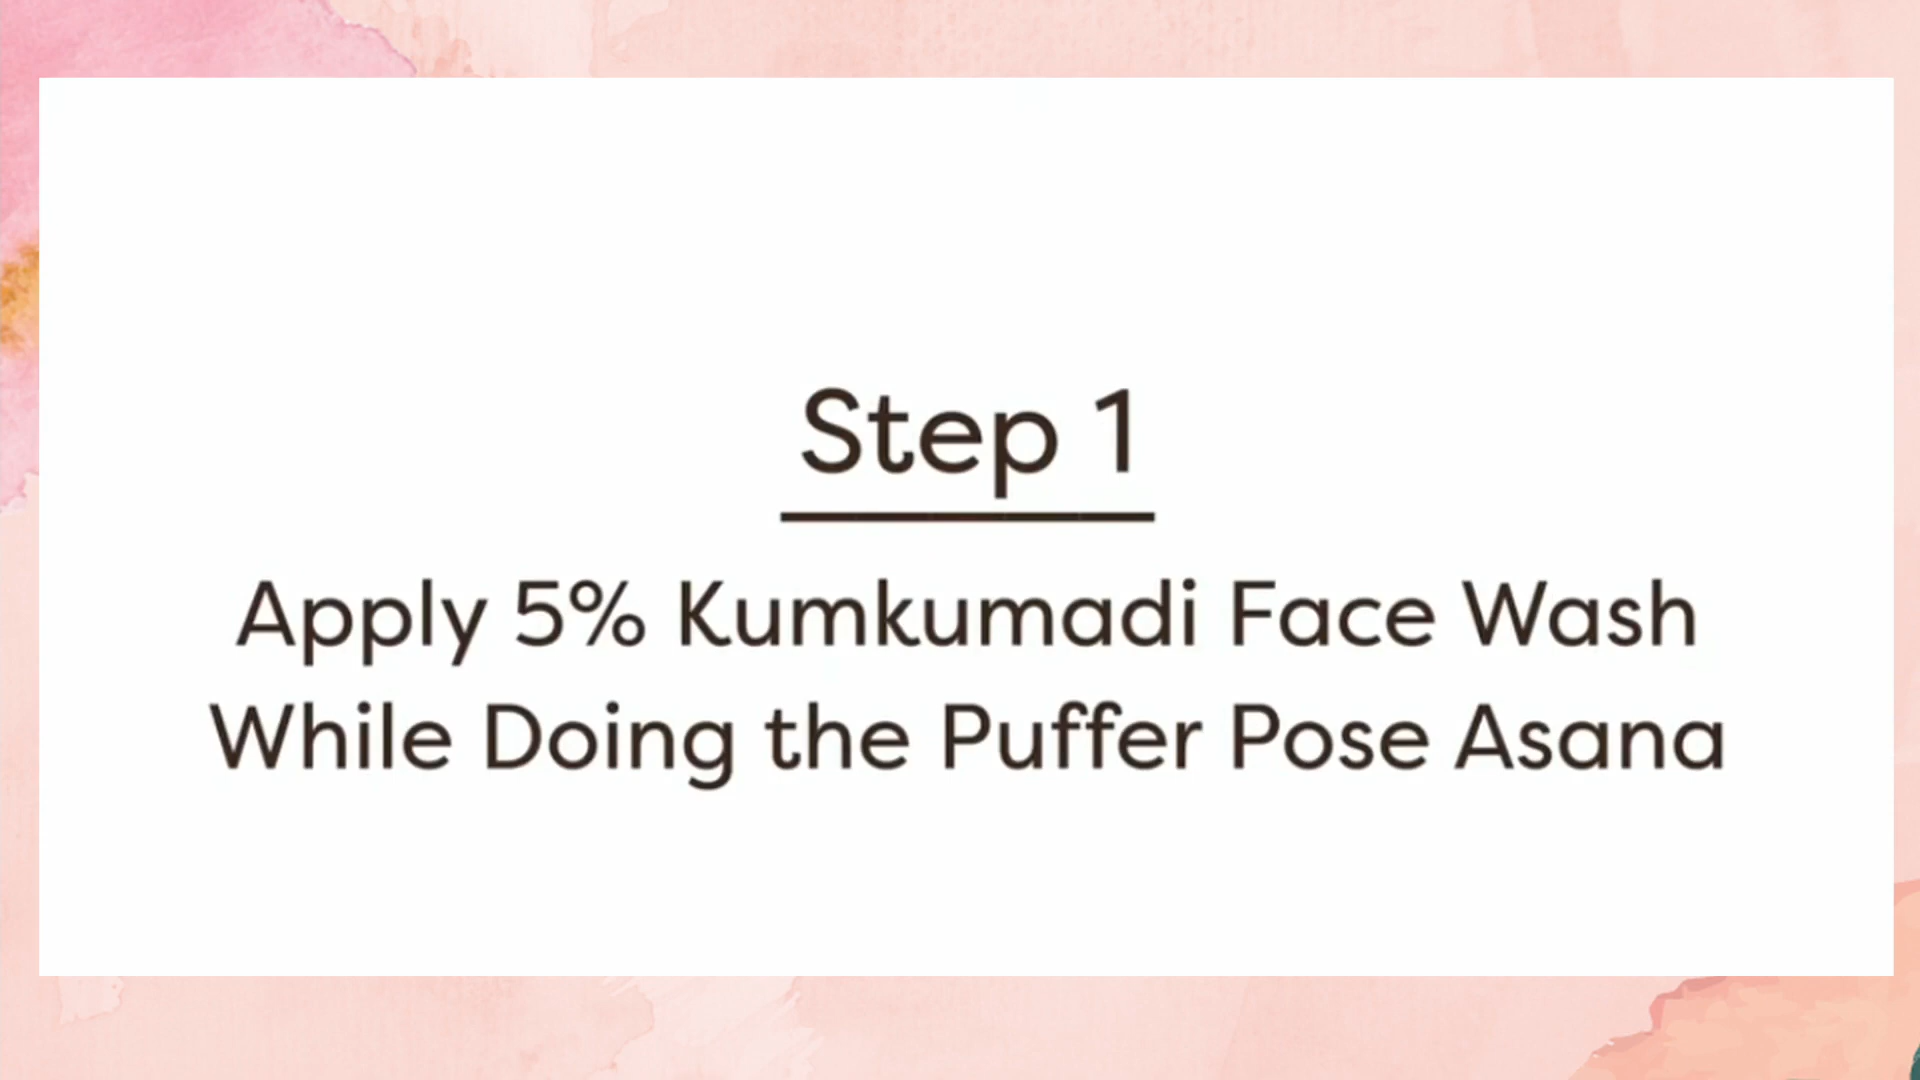 Step 1
Apply 5% Kumkumadi Face Wash
While Doing the Puffer Pose Asana